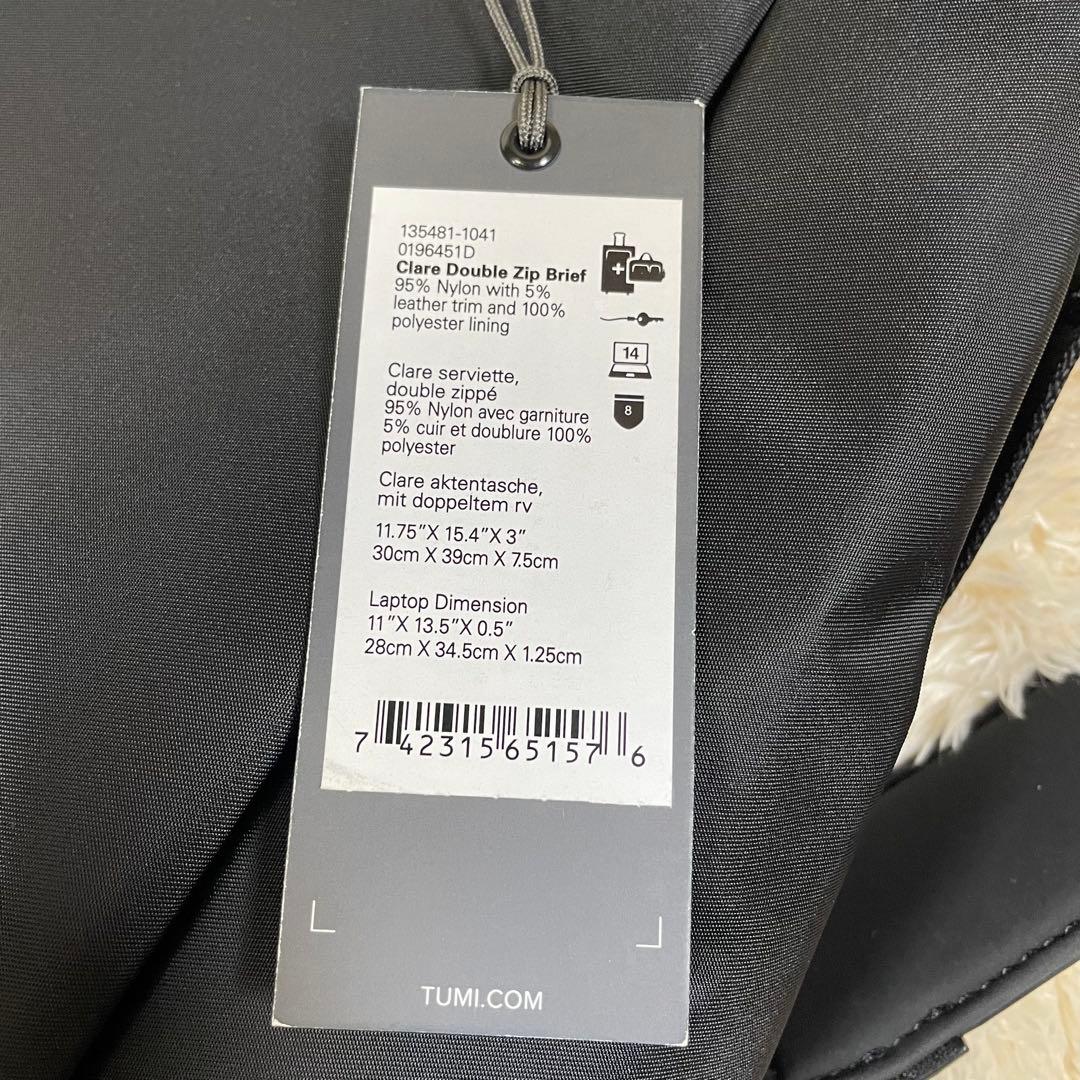 135481-1041
0196451D
Clare Double Zip Brief
95% Nylon with 5%
leather trim and 100%
polyester lining
14
8
Clare serviette,
double zippé
95% Nylon avec garniture
5% cuir et doublure 100%
polyester
Clare aktentasche,
mit doppeltem rv
11.75"X 15.4"X 3"
30cm X 39cm X 7.5cm
Laptop Dimension
11"X 13.5"X 0.5"
28cm X 34.5cm X 1.25cm
7 42315 65157 6
TUMI.COM